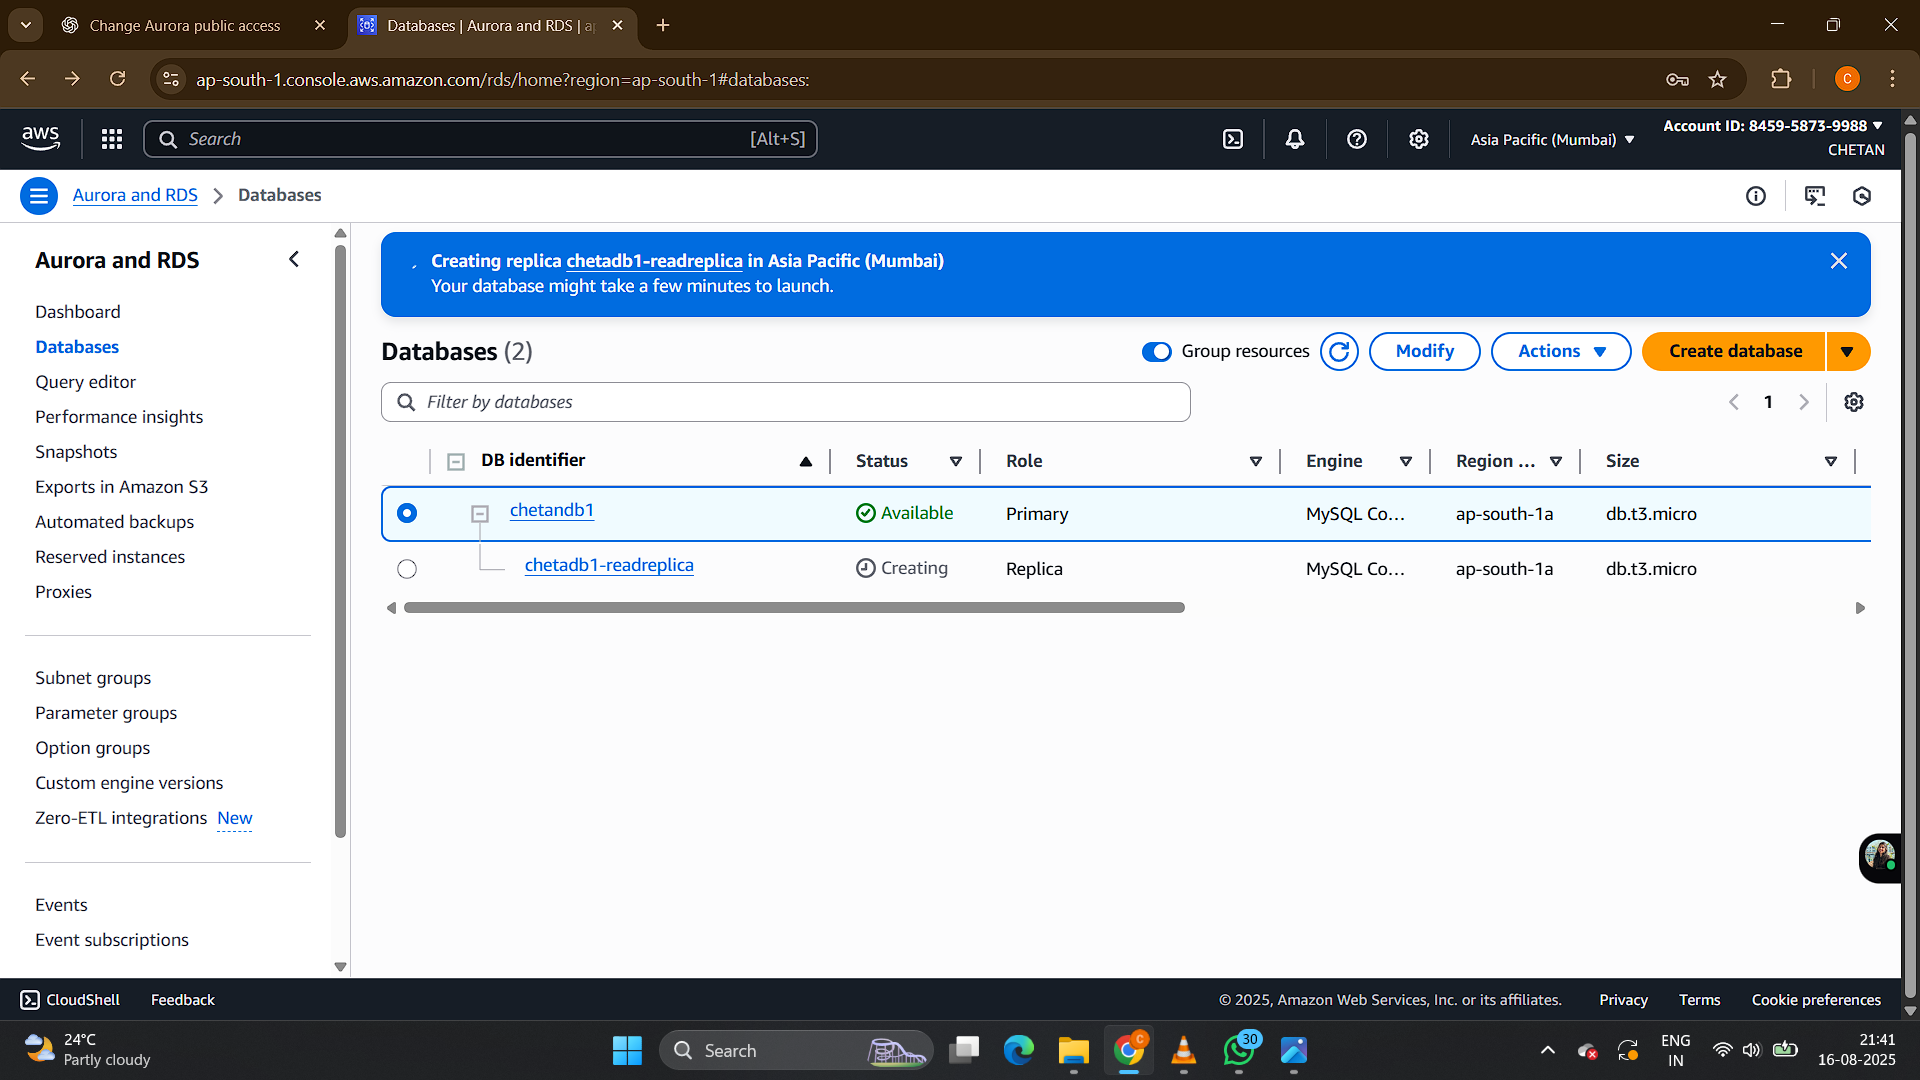 Change Aurora public access
Databases | Aurora and RDS | ap
ap-south-1.console.aws.amazon.com/rds/home?region=ap-south-1#databases:
C
aws
Search
[Alt+S]
Asia Pacific (Mumbai)
Account ID: 8459-5873-9988
CHETAN
Aurora and RDS
Databases
Aurora and RDS
Dashboard
Databases
Query editor
Performance insights
Snapshots
Exports in Amazon S3
Automated backups
Reserved instances
Proxies
Subnet groups
Parameter groups
Option groups
Custom engine versions
Zero-ETL integrations New
Events
Event subscriptions
Creating replica chetadb1-readreplica in Asia Pacific (Mumbai)
Your database might take a few minutes to launch.
Databases (2)
Group resources
Modify
Actions
Create database
Filter by databases
1
DB identifier Status Role Engine Region ... Size
chetandb1 Available Primary MySQL Co... ap-south-1a db.t3.micro
chetadb1-readreplica Creating Replica MySQL Co... ap-south-1a db.t3.micro
CloudShell Feedback
© 2025, Amazon Web Services, Inc. or its affiliates. Privacy Terms Cookie preferences
24°C
Partly cloudy
Search
C
30
ENG
IN
21:41
16-08-2025